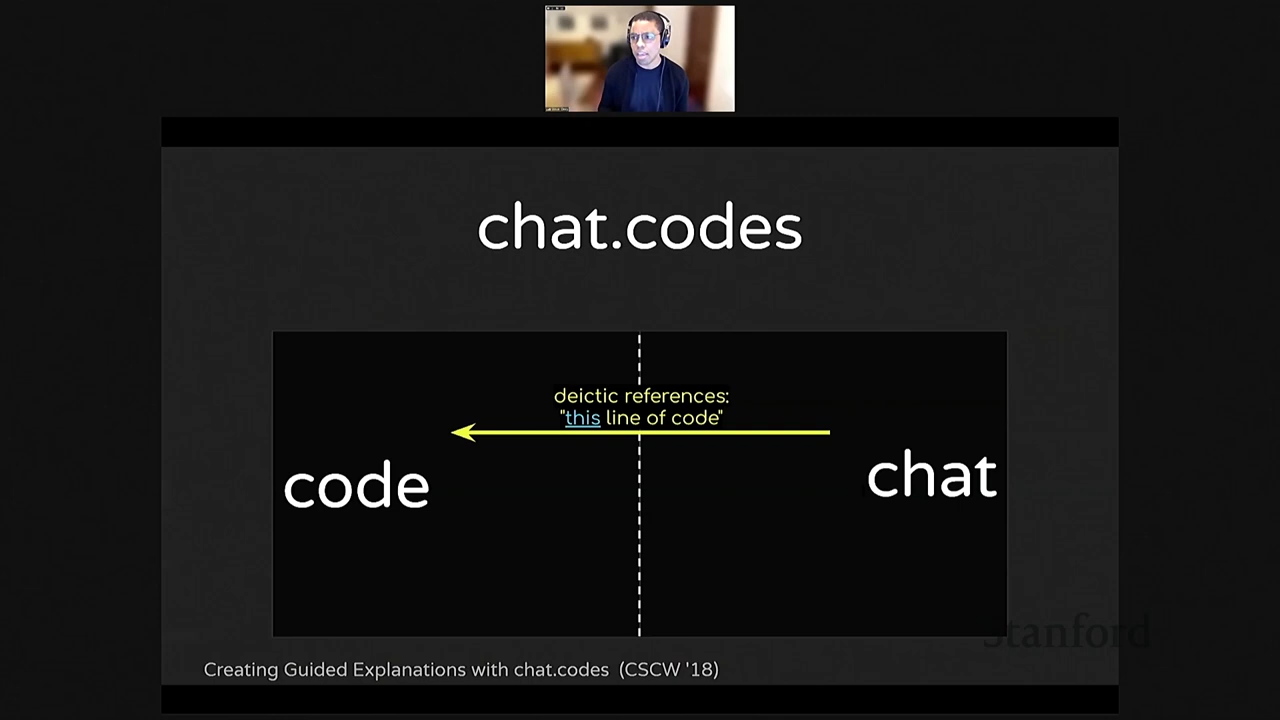 chat.codes
deictic references:
"this line of code"
code
chat
Stanford
Creating Guided Explanations with chat.codes (CSCW '18)